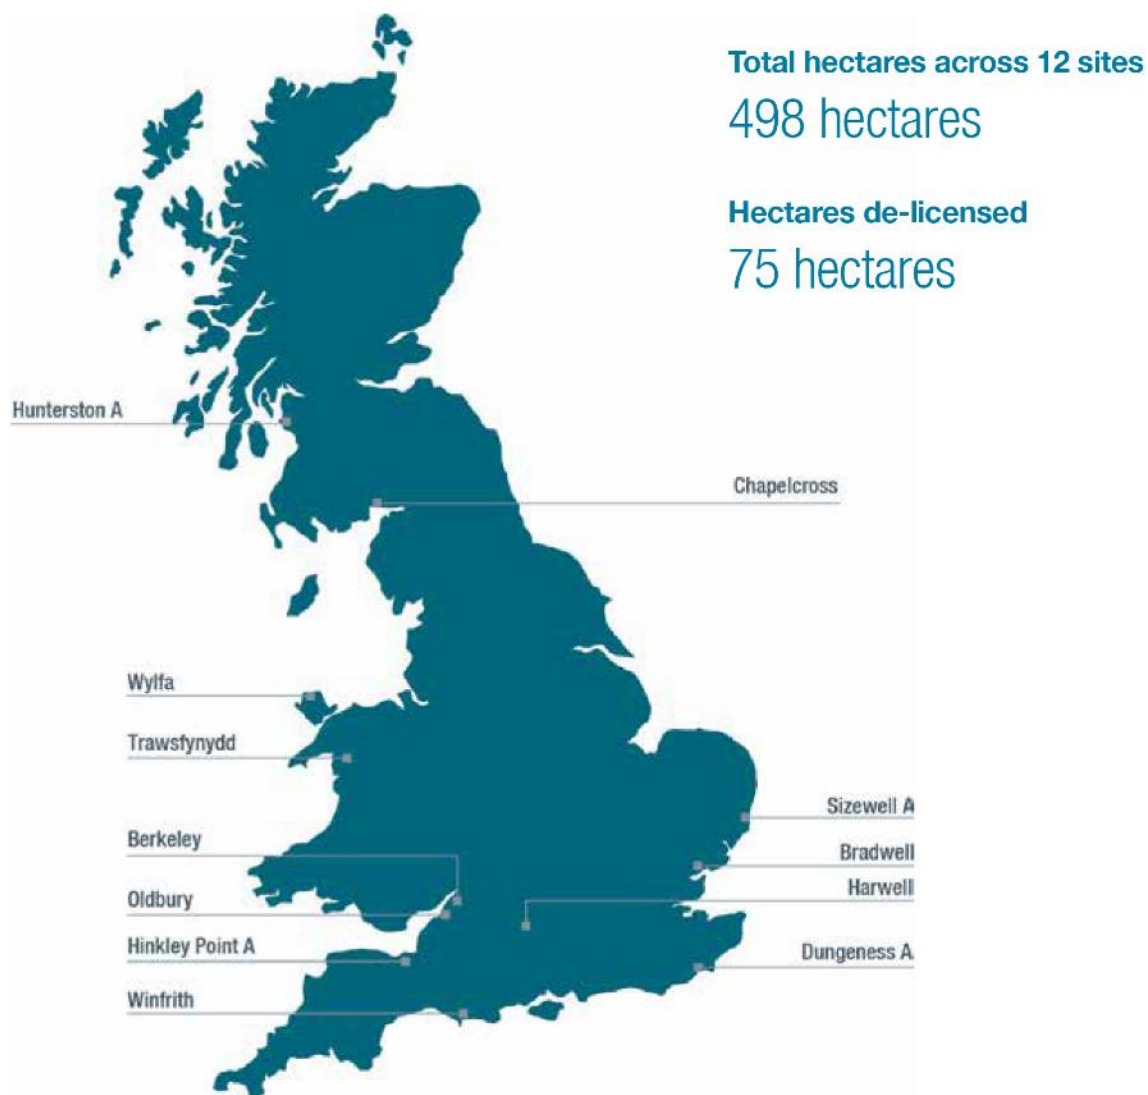 Total hectares across 12 sites
498 hectares
Hectares de-licensed
75 hectares
Hunterston A
Chapelcross
Wylfa
Trawsfynydd
Sizewell A
Berkeley
Bradwell
Harwell
Oldbury
Hinkley Point A
Dungeness A
Winfrith